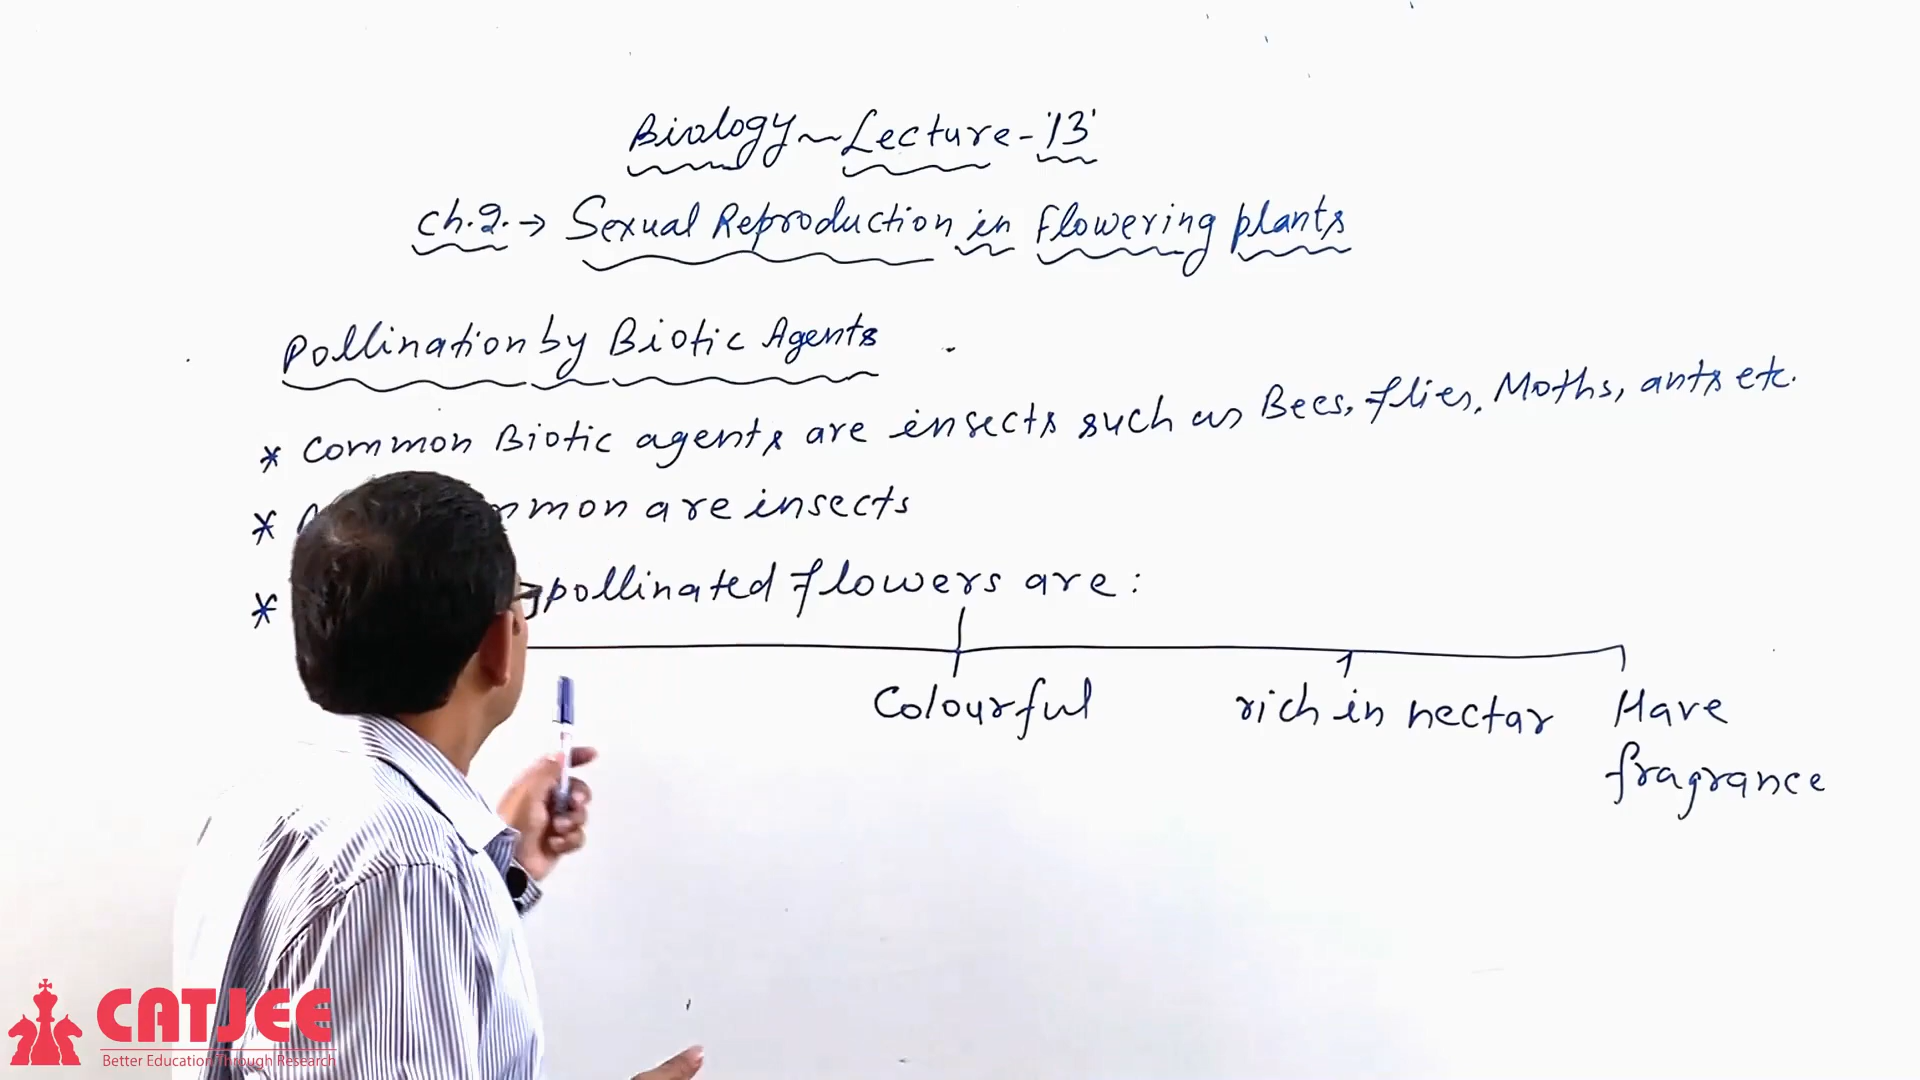 Biology ~ Lecture - '13'
Ch.2. → Sexual Reproduction in flowering plants
Pollination by Biotic Agents
* Common Biotic agents are insects such as Bees, flies, Moths, ants etc.
* are insects
* pollinated flowers are:
Colourful rich in nectar Have
fragrance
CATJEE
Better Education Through Research